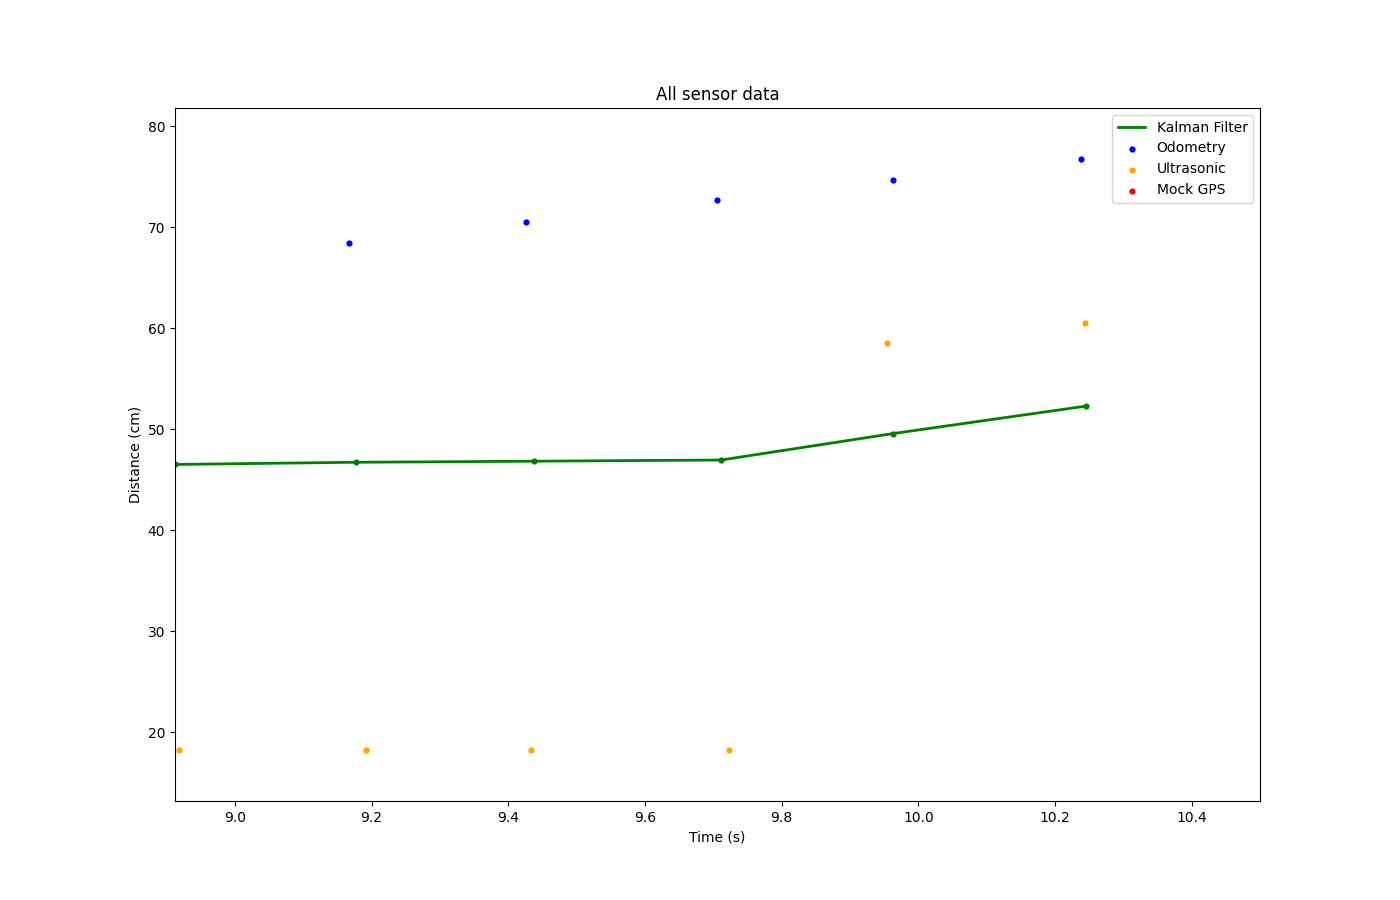 All sensor data
Kalman Filter
Odometry
Ultrasonic
Mock GPS
80
70
60
50
40
30
20
Distance (cm)
9.0 9.2 9.4 9.6 9.8 10.0 10.2 10.4
Time (s)